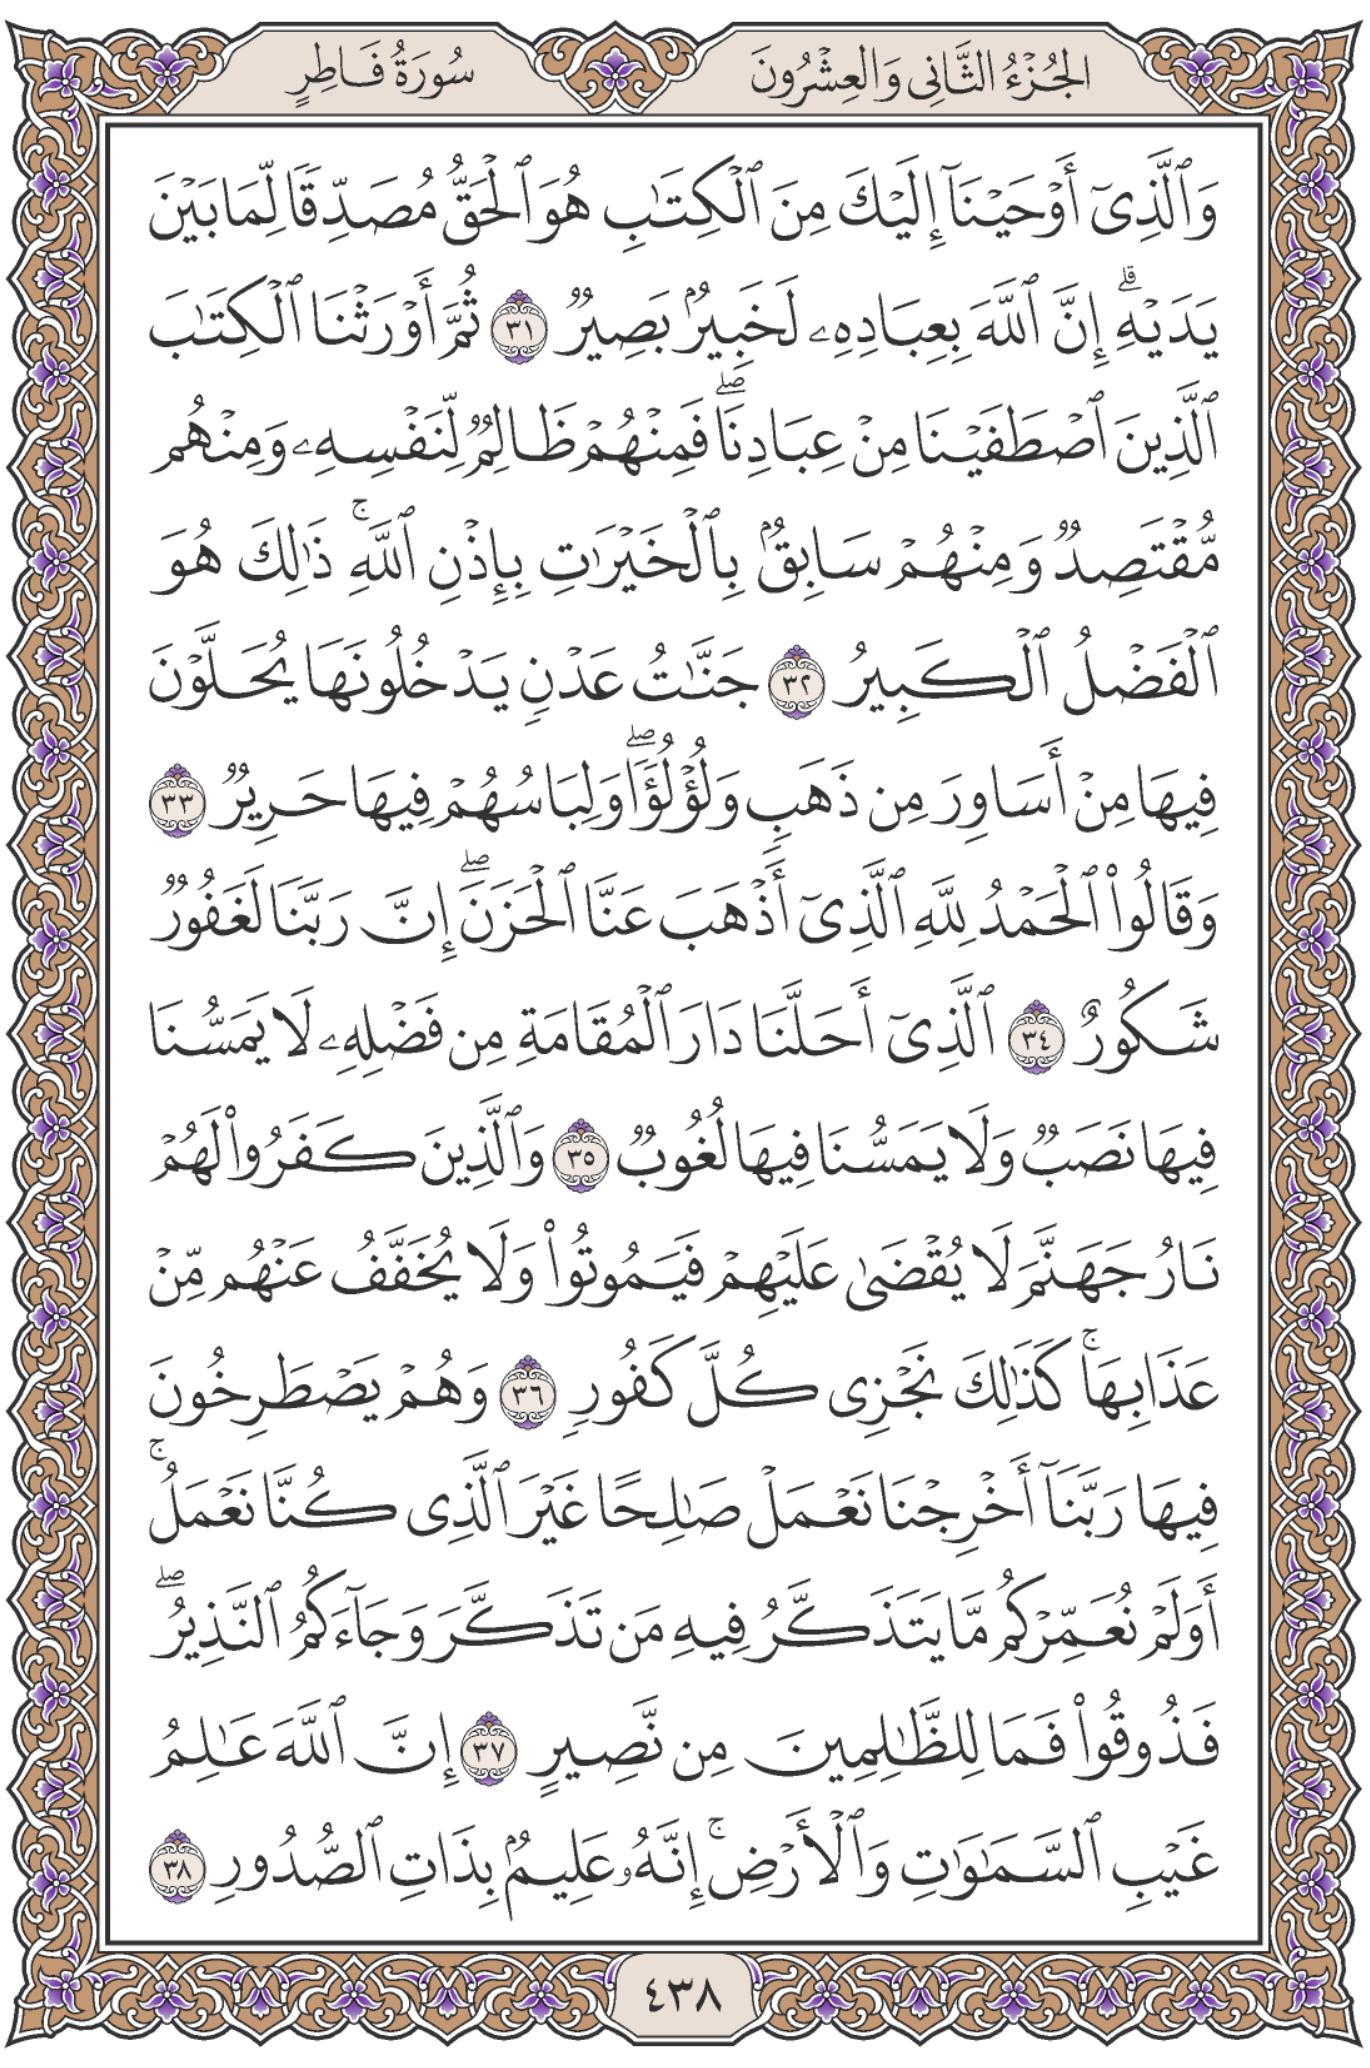 الجُزْءُ الثَّانِي وَالعِشْرُونَ
سُورَةُ فَاطِرٍ
وَٱلَّذِىٓ أَوْحَيْنَآ إِلَيْكَ مِنَ ٱلْكِتَٰبِ هُوَ ٱلْحَقُّ مُصَدِّقًا لِّمَا بَيْنَ
يَدَيْهِۗ إِنَّ ٱللَّهَ بِعِبَادِهِۦ لَخَبِيرٌۢ بَصِيرٌ ٣١ ثُمَّ أَوْرَثْنَا ٱلْكِتَٰبَ
ٱلَّذِينَ ٱصْطَفَيْنَا مِنْ عِبَادِنَاۖ فَمِنْهُمْ ظَالِمٌ لِّنَفْسِهِۦ وَمِنْهُم
مُّقْتَصِدٌ وَمِنْهُمْ سَابِقٌۢ بِٱلْخَيْرَٰتِ بِإِذْنِ ٱللَّهِۚ ذَٰلِكَ هُوَ
ٱلْفَضْلُ ٱلْكَبِيرُ ٣٢ جَنَّٰتُ عَدْنٍ يَدْخُلُونَهَا يُحَلَّوْنَ
فِيهَا مِنْ أَسَاوِرَ مِن ذَهَبٍ وَلُؤْلُؤًاۖ وَلِبَاسُهُمْ فِيهَا حَرِيرٌ ٣٣
وَقَالُوا۟ ٱلْحَمْدُ لِلَّهِ ٱلَّذِىٓ أَذْهَبَ عَنَّا ٱلْحَزَنَۖ إِنَّ رَبَّنَا لَغَفُورٌ
شَكُورٌ ٣٤ ٱلَّذِىٓ أَحَلَّنَا دَارَ ٱلْمُقَامَةِ مِن فَضْلِهِۦ لَا يَمَسُّنَا
فِيهَا نَصَبٌ وَلَا يَمَسُّنَا فِيهَا لُغُوبٌ ٣٥ وَٱلَّذِينَ كَفَرُوا۟ لَهُمْ
نَارُ جَهَنَّمَ لَا يُقْضَىٰ عَلَيْهِمْ فَيَمُوتُوا۟ وَلَا يُخَفَّفُ عَنْهُم مِّنْ
عَذَابِهَاۚ كَذَٰلِكَ نَجْزِى كُلَّ كَفُورٍ ٣٦ وَهُمْ يَصْطَرِخُونَ
فِيهَا رَبَّنَآ أَخْرِجْنَا نَعْمَلْ صَٰلِحًا غَيْرَ ٱلَّذِى كُنَّا نَعْمَلُۚ
أَوَلَمْ نُعَمِّرْكُم مَّا يَتَذَكَّرُ فِيهِ مَن تَذَكَّرَ وَجَآءَكُمُ ٱلنَّذِيرُۖ
فَذُوقُوا۟ فَمَا لِلظَّٰلِمِينَ مِن نَّصِيرٍ ٣٧ إِنَّ ٱللَّهَ عَٰلِمُ
غَيْبِ ٱلسَّمَٰوَٰتِ وَٱلْأَرْضِۚ إِنَّهُۥ عَلِيمٌۢ بِذَاتِ ٱلصُّدُورِ ٣٨
٤٣٨